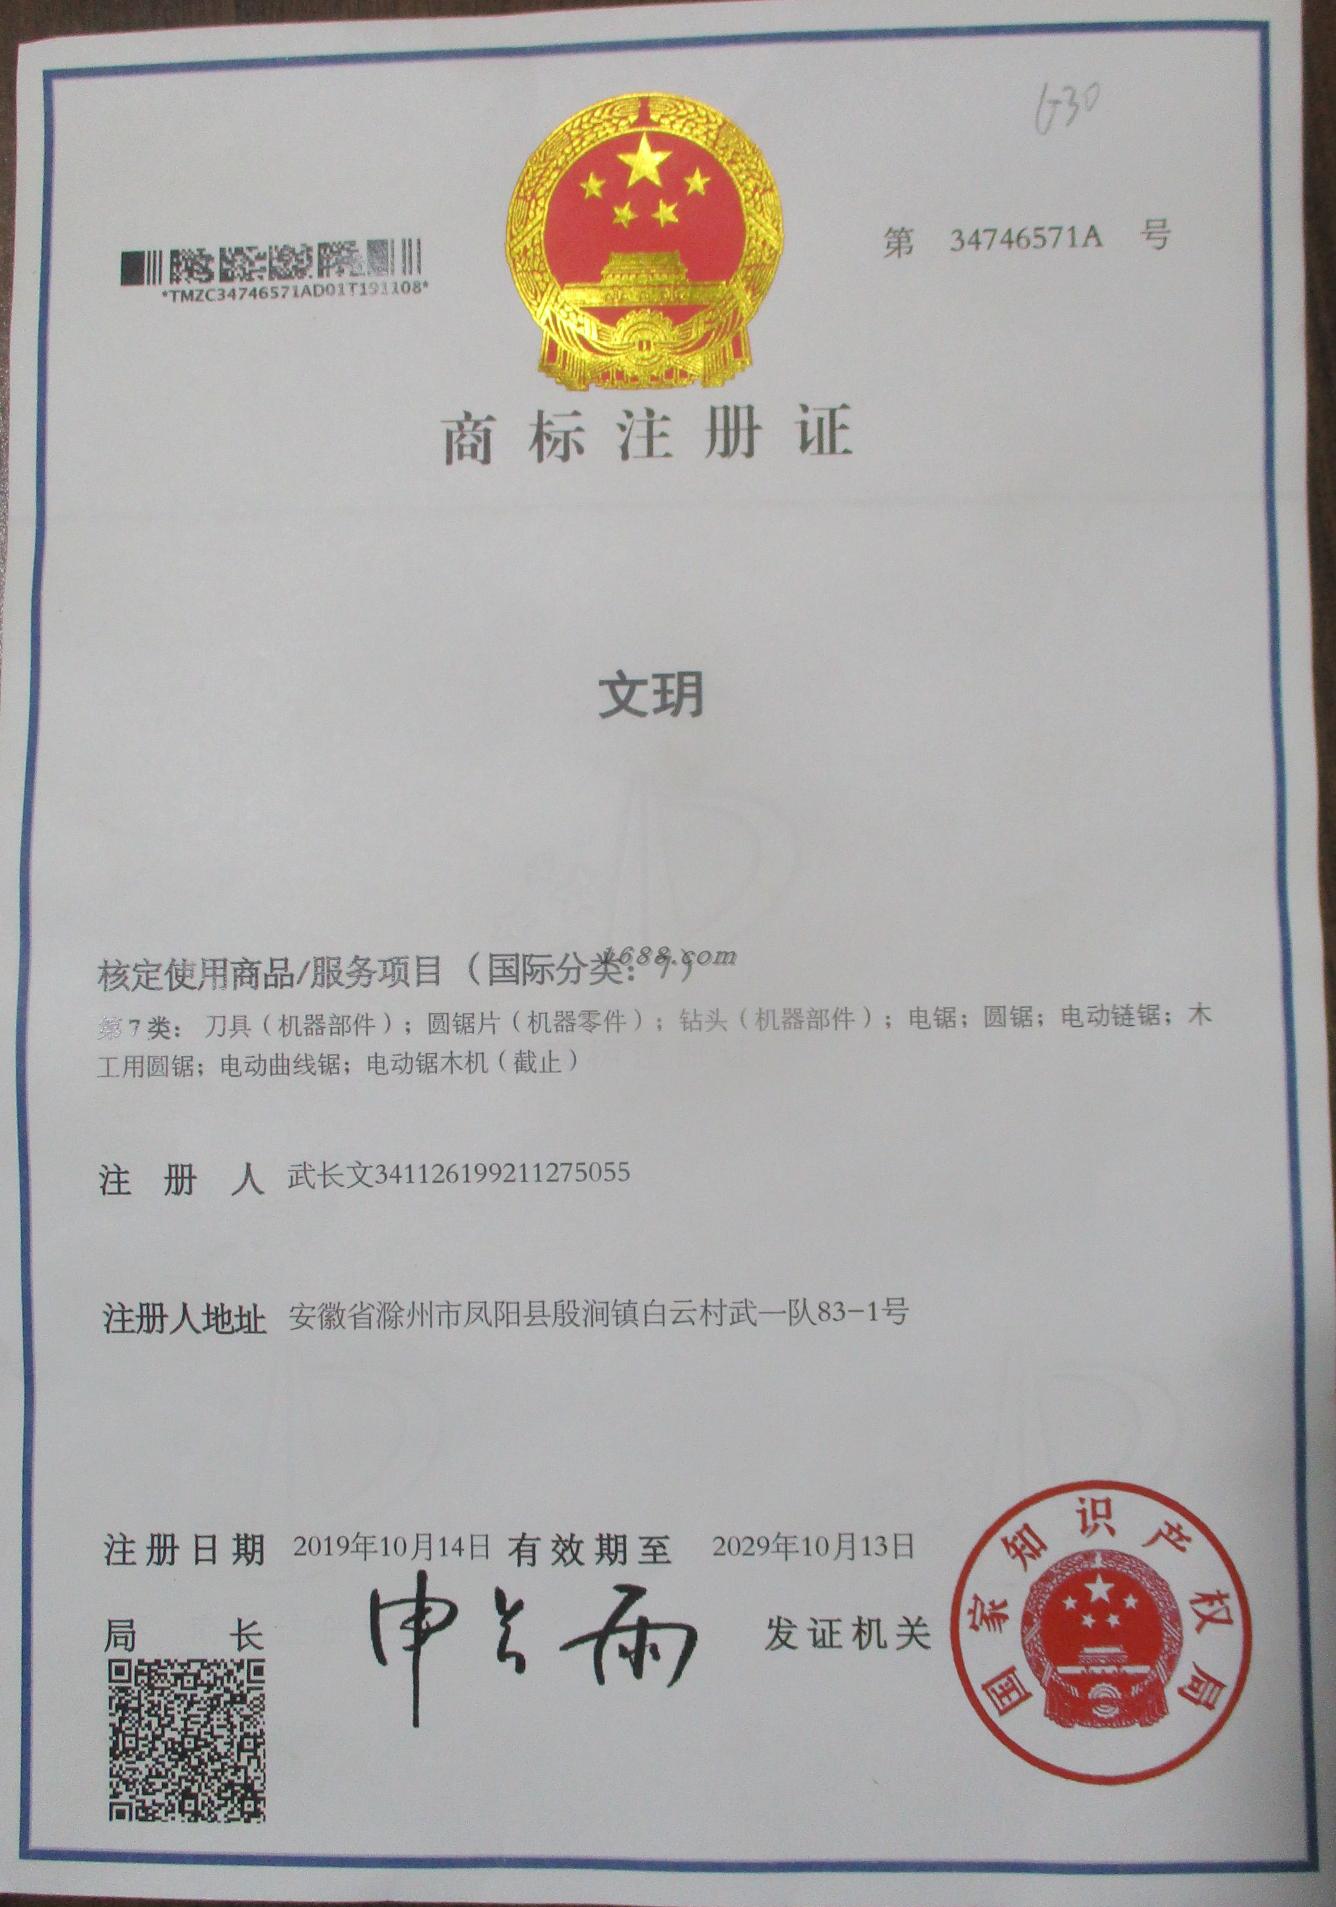 630
第 34746571A 号
*TMZC34746571AD01T191108*
商标注册证
文玥
1688.com
核定使用商品/服务项目（国际分类：7）
第7类：刀具（机器部件）；圆锯片（机器零件）；钻头（机器部件）；电锯；圆锯；电动链锯；木
工用圆锯；电动曲线锯；电动锯木机（截止）
注册人 武长文341126199211275055
注册人地址 安徽省滁州市凤阳县殷涧镇白云村武一队83-1号
注册日期 2019年10月14日 有效期至 2029年10月13日
局长 申长雨 发证机关
国家知识产权局